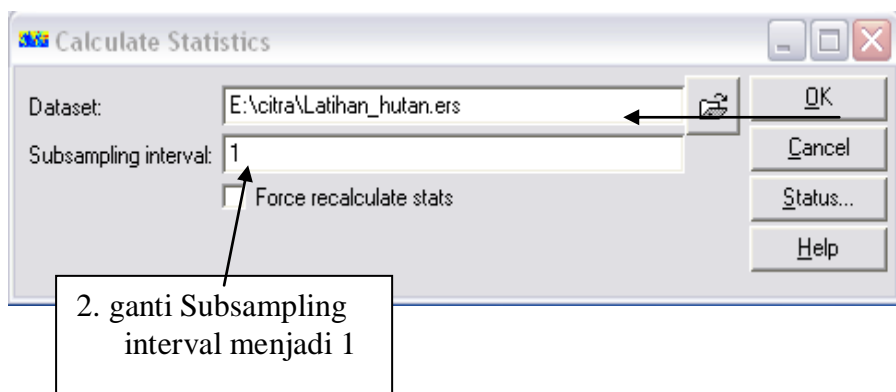 Calculate Statistics
Dataset: E:\citra\Latihan_hutan.ers OK
Subsampling interval: 1 Cancel
Force recalculate stats Status...
Help
2. ganti Subsampling
interval menjadi 1